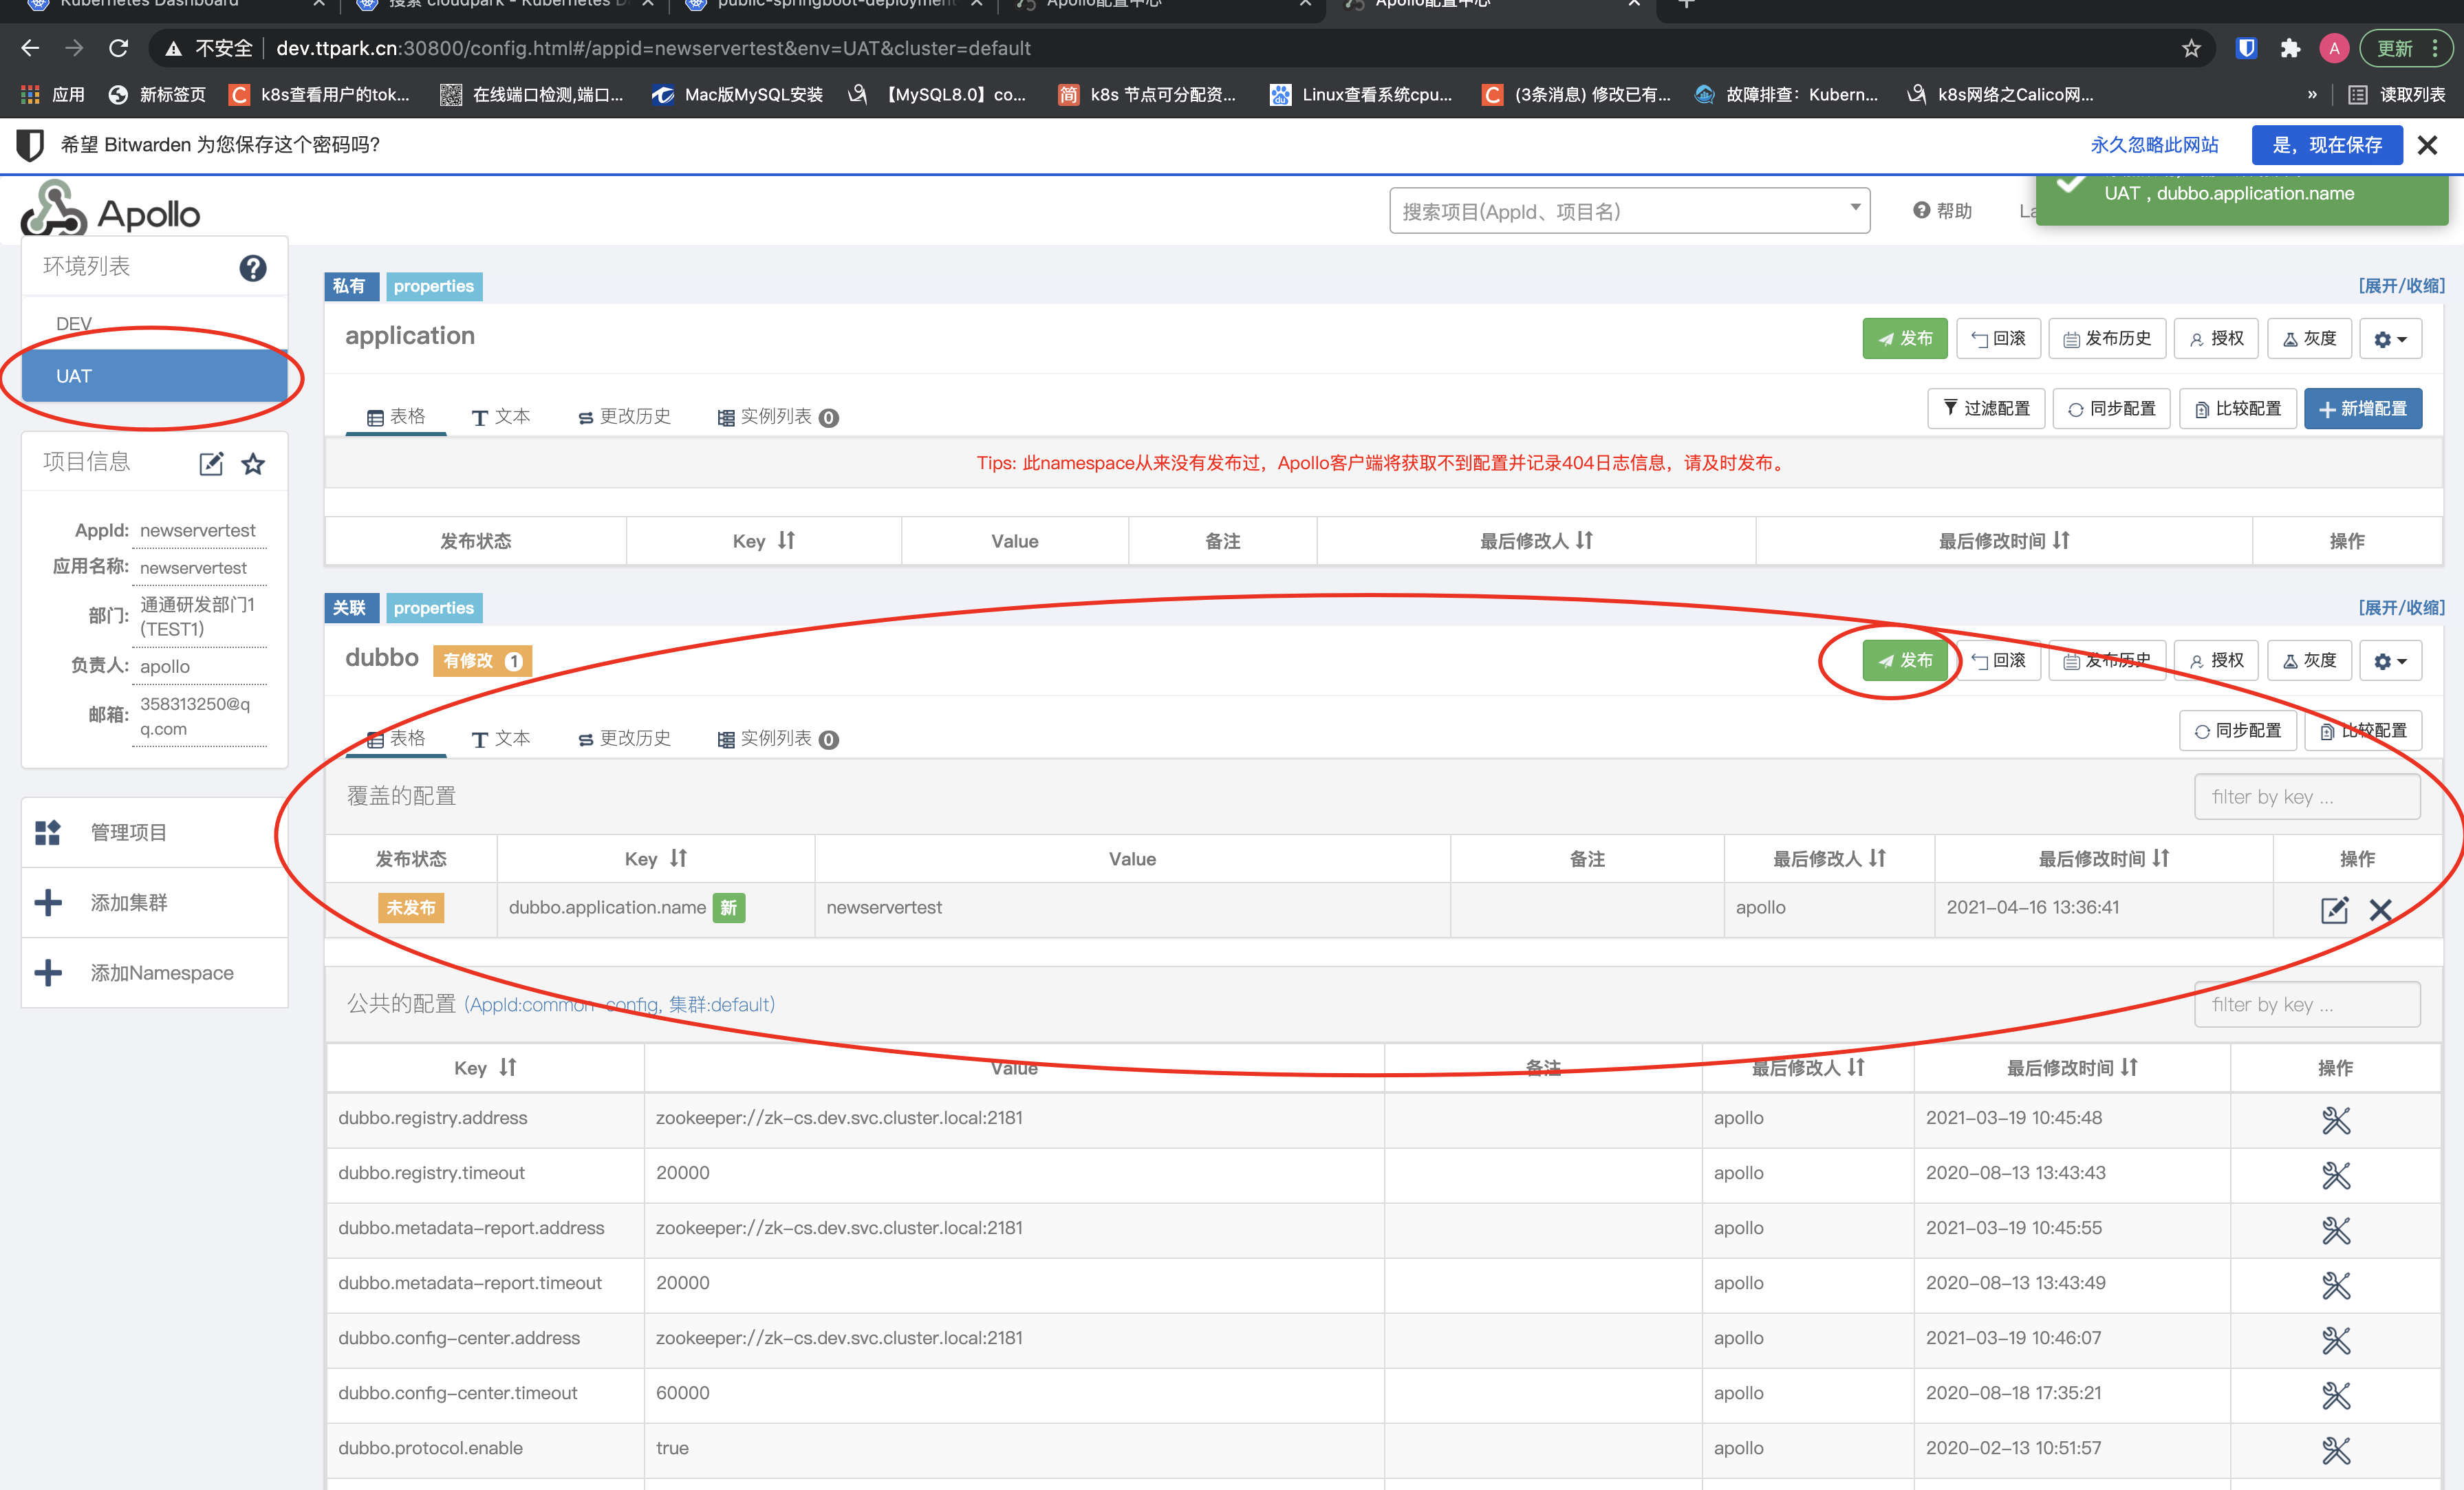 Kubernetes Dashboard
搜索 cloudpark - Kubernetes D
public-springboot-deployment
Apollo配置中心
Apollo配置中心
不安全 dev.ttpark.cn:30800/config.html#/appid=newservertest&env=UAT&cluster=default
A
更新
应用
新标签页
k8s查看用户的tok...
在线端口检测,端口...
Mac版MySQL安装
【MySQL8.0】co...
简
k8s 节点可分配资...
Linux查看系统cpu...
(3条消息) 修改已有...
故障排查：Kubern...
k8s网络之Calico网...
»
读取列表
希望 Bitwarden 为您保存这个密码吗?
永久忽略此网站
是，现在保存
Apollo
搜索项目(AppId、项目名)
帮助
La
UAT , dubbo.application.name
环境列表
DEV
UAT
项目信息
AppId: newservertest
应用名称: newservertest
部门: 通通研发部门1
(TEST1)
负责人: apollo
邮箱: 358313250@q
q.com
管理项目
添加集群
添加Namespace
私有 properties
[展开/收缩]
application
发布 回滚 发布历史 授权 灰度
表格 文本 更改历史 实例列表 0
过滤配置 同步配置 比较配置 新增配置
Tips: 此namespace从来没有发布过，Apollo客户端将获取不到配置并记录404日志信息，请及时发布。
发布状态 Key Value 备注 最后修改人 最后修改时间 操作
关联 properties
[展开/收缩]
dubbo 有修改 1
发布 回滚 发布历史 授权 灰度
表格 文本 更改历史 实例列表 0
同步配置 比较配置
覆盖的配置
filter by key ...
发布状态 Key Value 备注 最后修改人 最后修改时间 操作
未发布 dubbo.application.name 新 newservertest apollo 2021-04-16 13:36:41
公共的配置 (AppId:common-config, 集群:default)
filter by key ...
Key Value 备注 最后修改人 最后修改时间 操作
dubbo.registry.address zookeeper://zk-cs.dev.svc.cluster.local:2181 apollo 2021-03-19 10:45:48
dubbo.registry.timeout 20000 apollo 2020-08-13 13:43:43
dubbo.metadata-report.address zookeeper://zk-cs.dev.svc.cluster.local:2181 apollo 2021-03-19 10:45:55
dubbo.metadata-report.timeout 20000 apollo 2020-08-13 13:43:49
dubbo.config-center.address zookeeper://zk-cs.dev.svc.cluster.local:2181 apollo 2021-03-19 10:46:07
dubbo.config-center.timeout 60000 apollo 2020-08-18 17:35:21
dubbo.protocol.enable true apollo 2020-02-13 10:51:57